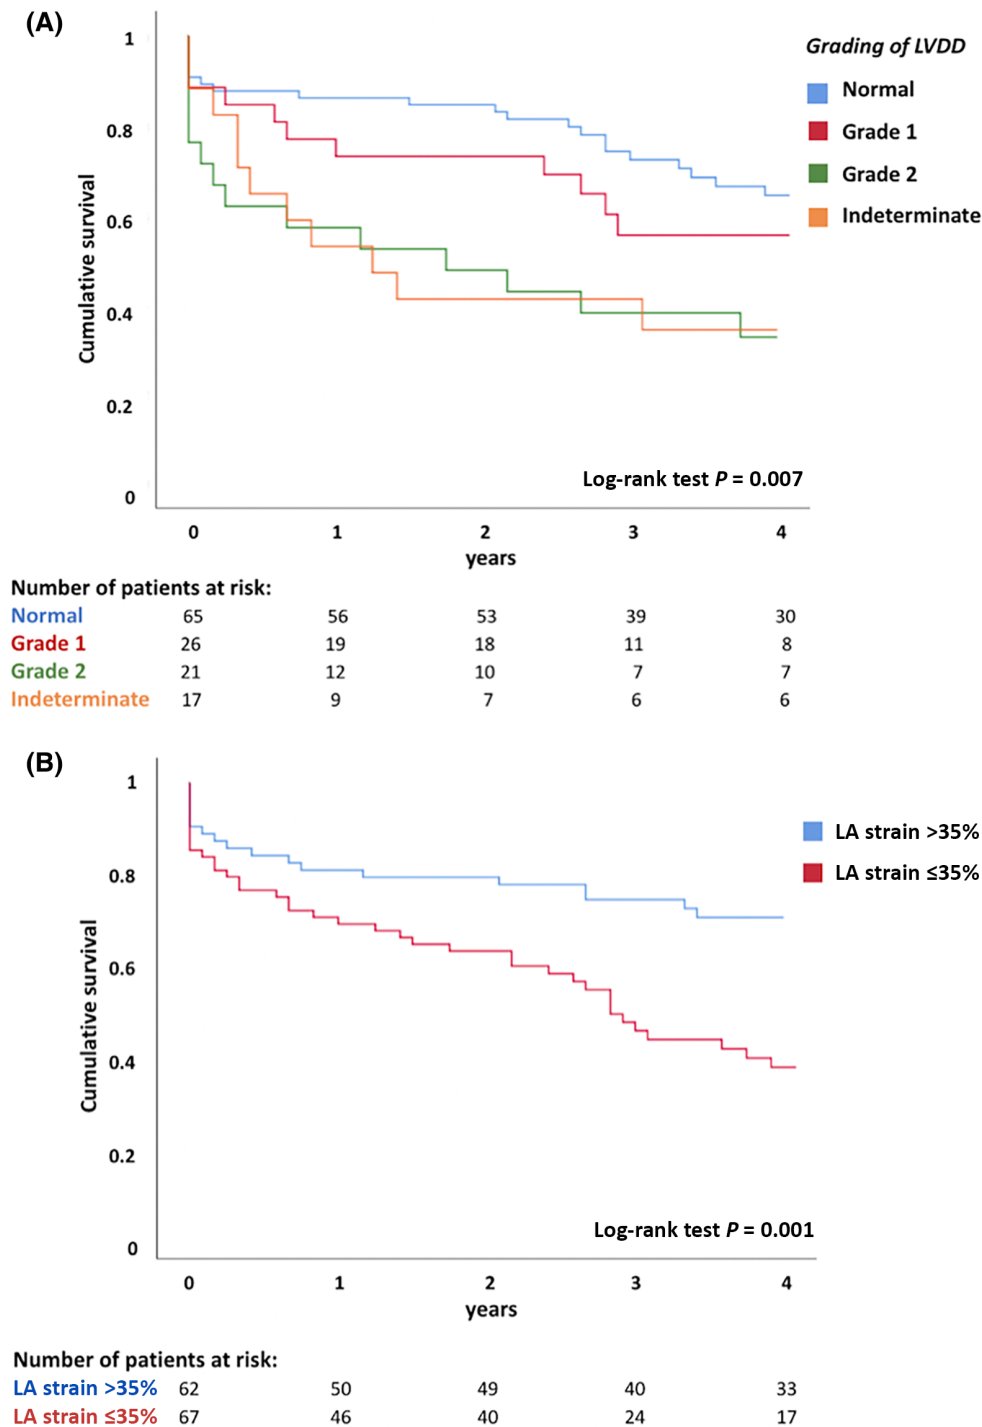 (A)
Grading of LVDD
Normal
Grade 1
Grade 2
Indeterminate
1
0.8
0.6
0.4
0.2
0
Cumulative survival
Log-rank test P = 0.007
0 1 2 3 4
years
Number of patients at risk:
Normal 65 56 53 39 30
Grade 1 26 19 18 11 8
Grade 2 21 12 10 7 7
Indeterminate 17 9 7 6 6
(B)
LA strain >35%
LA strain ≤35%
1
0.8
0.6
0.4
0.2
0
Cumulative survival
Log-rank test P = 0.001
0 1 2 3 4
years
Number of patients at risk:
LA strain >35% 62 50 49 40 33
LA strain ≤35% 67 46 40 24 17